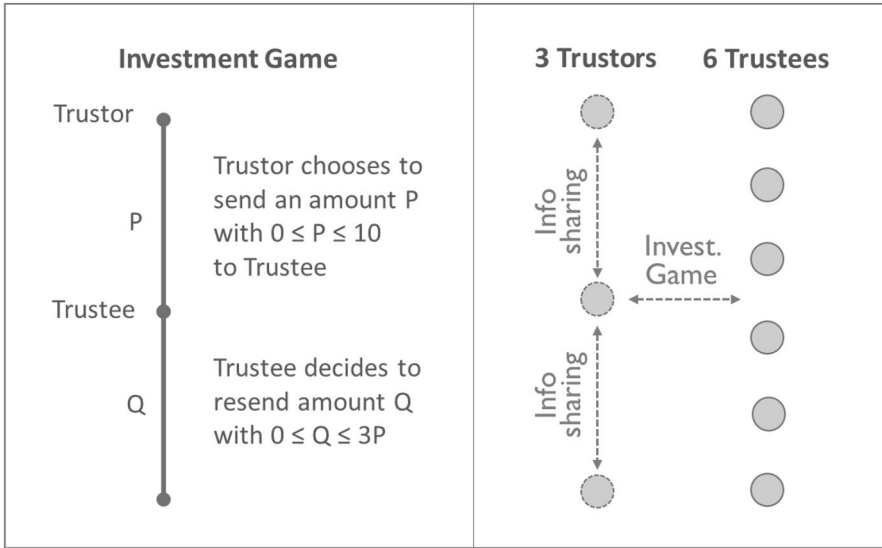 Investment Game
Trustor
Trustor chooses to
send an amount P
with 0 ≤ P ≤ 10
to Trustee
P
Trustee
Trustee decides to
resend amount Q
with 0 ≤ Q ≤ 3P
Q
3 Trustors
6 Trustees
Info
sharing
Invest.
Game
Info
sharing